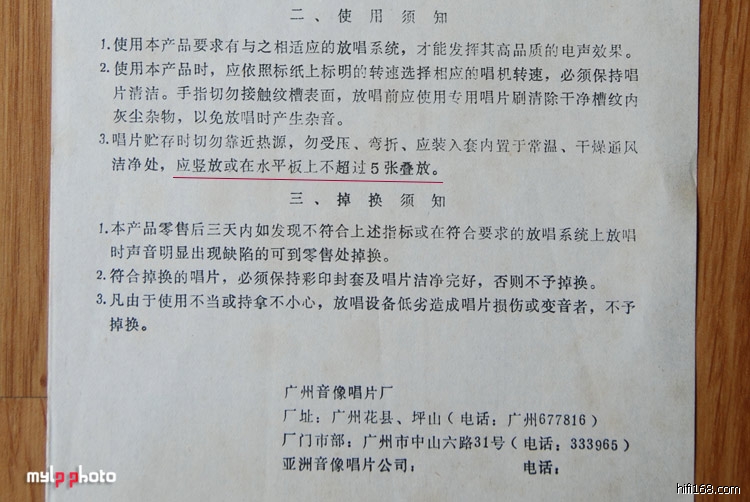 二、使用须知
1.使用本产品要求有与之相适应的放唱系统，才能发挥其高品质的电声效果。
2.使用本产品时，应依照标纸上标明的转速选择相应的唱机转速，必须保持唱
片清洁。手指切勿接触纹槽表面，放唱前应使用专用唱片刷清除干净槽纹内
灰尘杂物，以免放唱时产生杂音。
3.唱片贮存时切勿靠近热源，勿受压、弯折、应装入套内置于常温、干燥通风
洁净处，应竖放或在水平板上不超过5张叠放。
三、掉换须知
1.本产品零售后三天内如发现不符合上述指标或在符合要求的放唱系统上放唱
时声音明显出现缺陷的可到零售处掉换。
2.符合掉换的唱片，必须保持彩印封套及唱片洁净完好，否则不予掉换。
3.凡由于使用不当或持拿不小心，放唱设备低劣造成唱片损伤或变音者，不予
掉换。
广州音像唱片厂
厂址：广州花县、坪山（电话：广州677816）
厂门市部：广州市中山六路31号（电话：333965）
亚洲音像唱片公司： 电话：
mylpphoto
hifi168.com